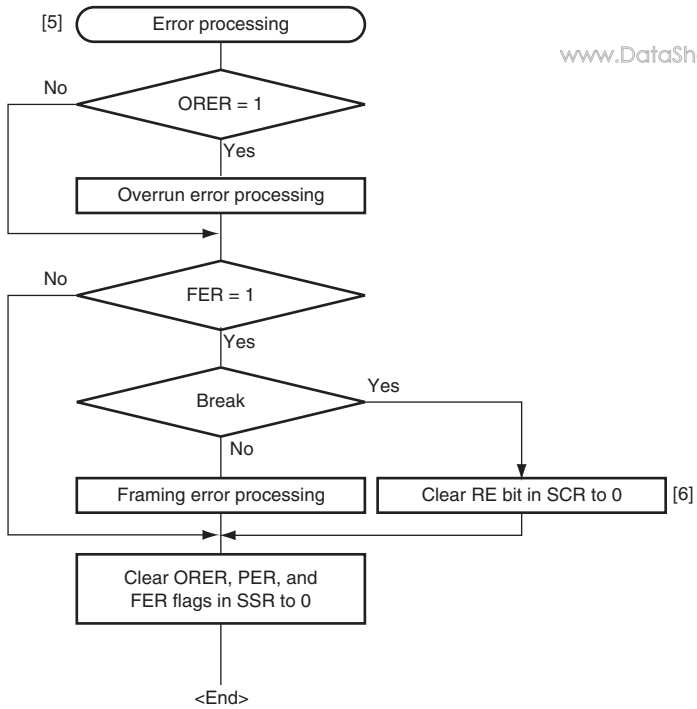 [5]
Error processing
www.DataSh
No
ORER = 1
Yes
Overrun error processing
No
FER = 1
Yes
Break
Yes
No
Framing error processing
Clear RE bit in SCR to 0
[6]
Clear ORER, PER, and
FER flags in SSR to 0
<End>